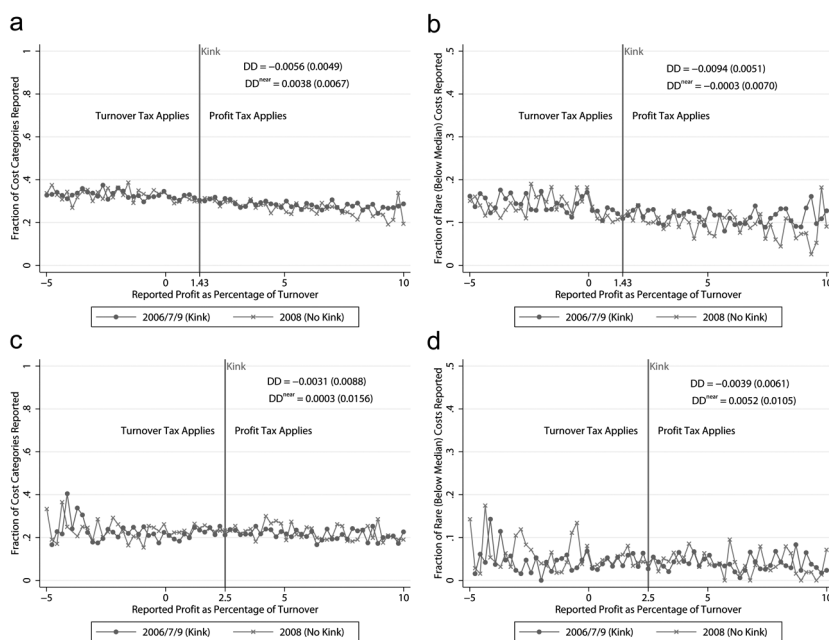 a
Fraction of Cost Categories Reported
0 .2 .4 .6 .8 1
Kink
DD = −0.0056 (0.0049)
DDnear = 0.0038 (0.0067)
Turnover Tax Applies Profit Tax Applies
−5 0 1.43 5 10
Reported Profit as Percentage of Turnover
2006/7/9 (Kink) 2008 (No Kink)
b
Fraction of Rare (Below Median) Costs Reported
0 .1 .2 .3 .4 .5
Kink
DD = −0.0094 (0.0051)
DDnear = −0.0003 (0.0070)
Turnover Tax Applies Profit Tax Applies
−5 0 1.43 5 10
Reported Profit as Percentage of Turnover
2006/7/9 (Kink) 2008 (No Kink)
c
Fraction of Cost Categories Reported
0 .2 .4 .6 .8 1
Kink
DD = −0.0031 (0.0088)
DDnear = 0.0003 (0.0156)
Turnover Tax Applies Profit Tax Applies
−5 0 2.5 5 10
Reported Profit as Percentage of Turnover
2006/7/9 (Kink) 2008 (No Kink)
d
Fraction of Rare (Below Median) Costs Reported
0 .1 .2 .3 .4 .5
Kink
DD = −0.0039 (0.0061)
DDnear = 0.0052 (0.0105)
Turnover Tax Applies Profit Tax Applies
−5 0 2.5 5 10
Reported Profit as Percentage of Turnover
2006/7/9 (Kink) 2008 (No Kink)